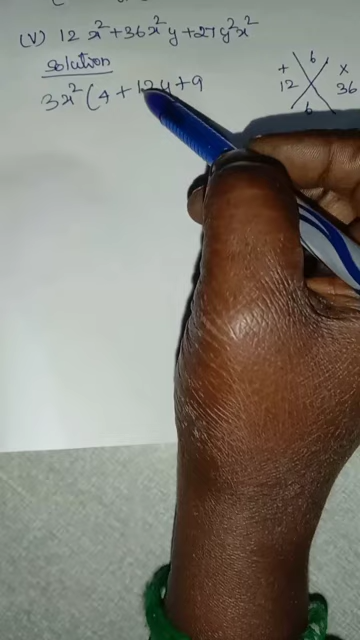 (V) 12x²+36x²y+27y²x²
Solution
3x²(4+12y+9
+ 6 x
12 36
6